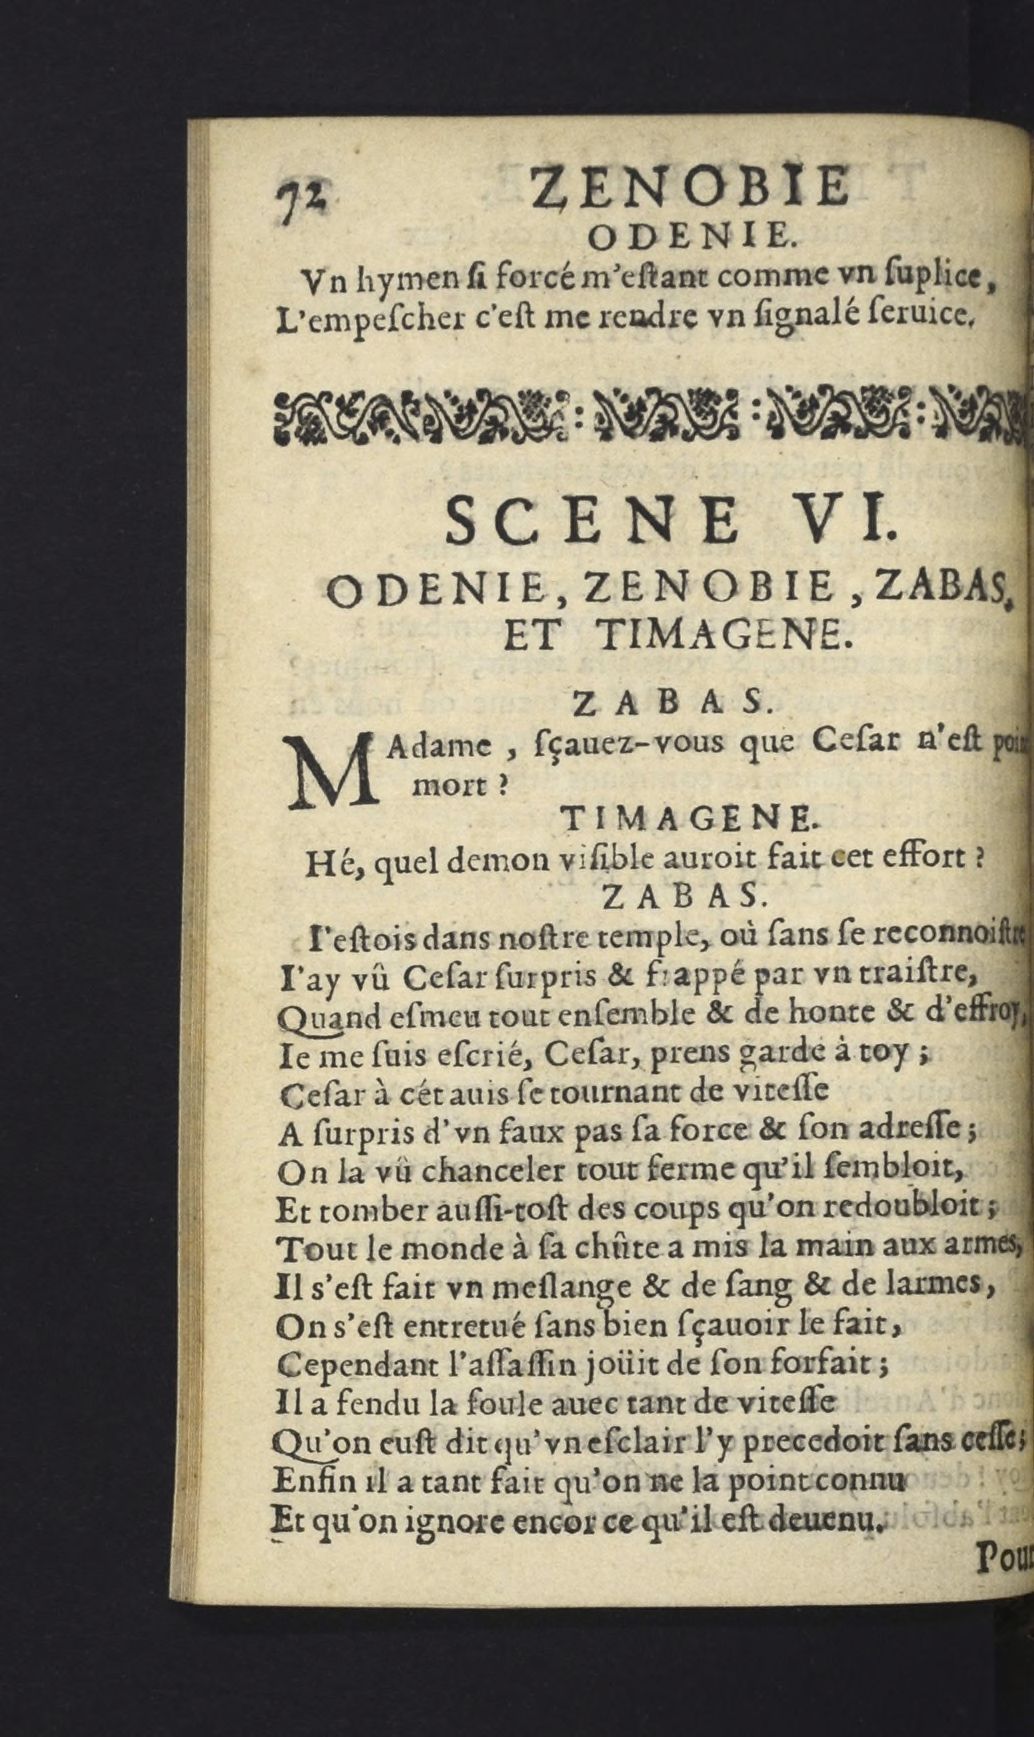 72 ZENOBIE
ODENIE.
Vn hymen ſi forcé m'eſtant comme vn ſuplice,
L'empeſcher c'eſt me rendre vn ſignalé ſeruice.
SCENE VI.
ODENIE, ZENOBIE, ZABAS,
ET TIMAGENE.
ZABAS.
MAdame, ſçauez-vous que Ceſar n'eſt poin
mort ?
TIMAGENE.
Hé, quel demon viſible auroit fait cet effort ?
ZABAS.
I'eſtois dans noſtre temple, où ſans ſe reconnoiſtre
I'ay vû Ceſar ſurpris & frappé par vn traiſtre,
Quand eſmeu tout enſemble & de honte & d'effroy,
Ie me ſuis eſcrié, Ceſar, prens garde à toy ;
Ceſar à cét auis ſe tournant de viteſſe
A ſurpris d'vn faux pas ſa force & ſon adreſſe ;
On la vû chanceler tout ferme qu'il ſembloit,
Et tomber auſſi-toſt des coups qu'on redoubloit ;
Tout le monde à ſa chûte a mis la main aux armes,
Il s'eſt fait vn meſlange & de ſang & de larmes,
On s'eſt entretué ſans bien ſçauoir le fait,
Cependant l'aſſaſſin joüit de ſon forfait ;
Il a fendu la foule auec tant de viteſſe
Qu'on euſt dit qu'vn eſclair l'y precedoit ſans ceſſe ;
Enfin il a tant fait qu'on ne la point connu
Et qu'on ignore encor ce qu'il eſt deuenu.
Pour